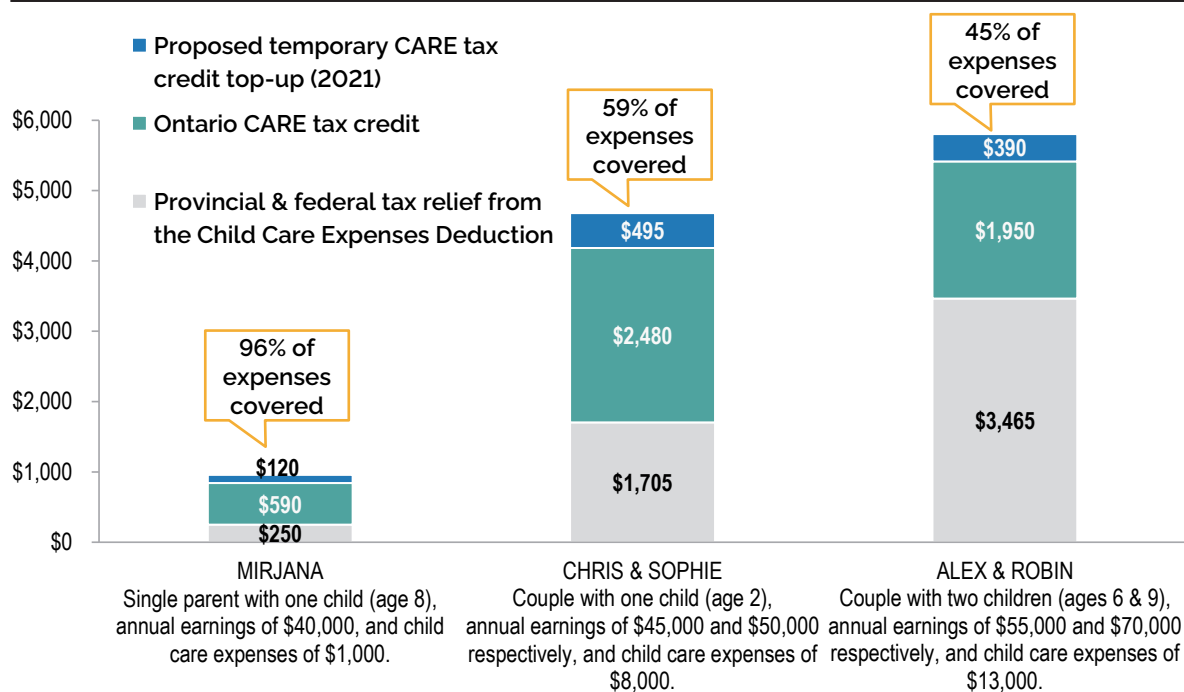 Proposed temporary CARE tax
credit top-up (2021)
Ontario CARE tax credit
Provincial & federal tax relief from
the Child Care Expenses Deduction
$6,000
$5,000
$4,000
$3,000
$2,000
$1,000
$0
96% of
expenses
covered
$120
$590
$250
59% of
expenses
covered
$495
$2,480
$1,705
45% of
expenses
covered
$390
$1,950
$3,465
MIRJANA
Single parent with one child (age 8),
annual earnings of $40,000, and child
care expenses of $1,000.
CHRIS & SOPHIE
Couple with one child (age 2),
annual earnings of $45,000 and $50,000
respectively, and child care expenses of
$8,000.
ALEX & ROBIN
Couple with two children (ages 6 & 9),
annual earnings of $55,000 and $70,000
respectively, and child care expenses of
$13,000.